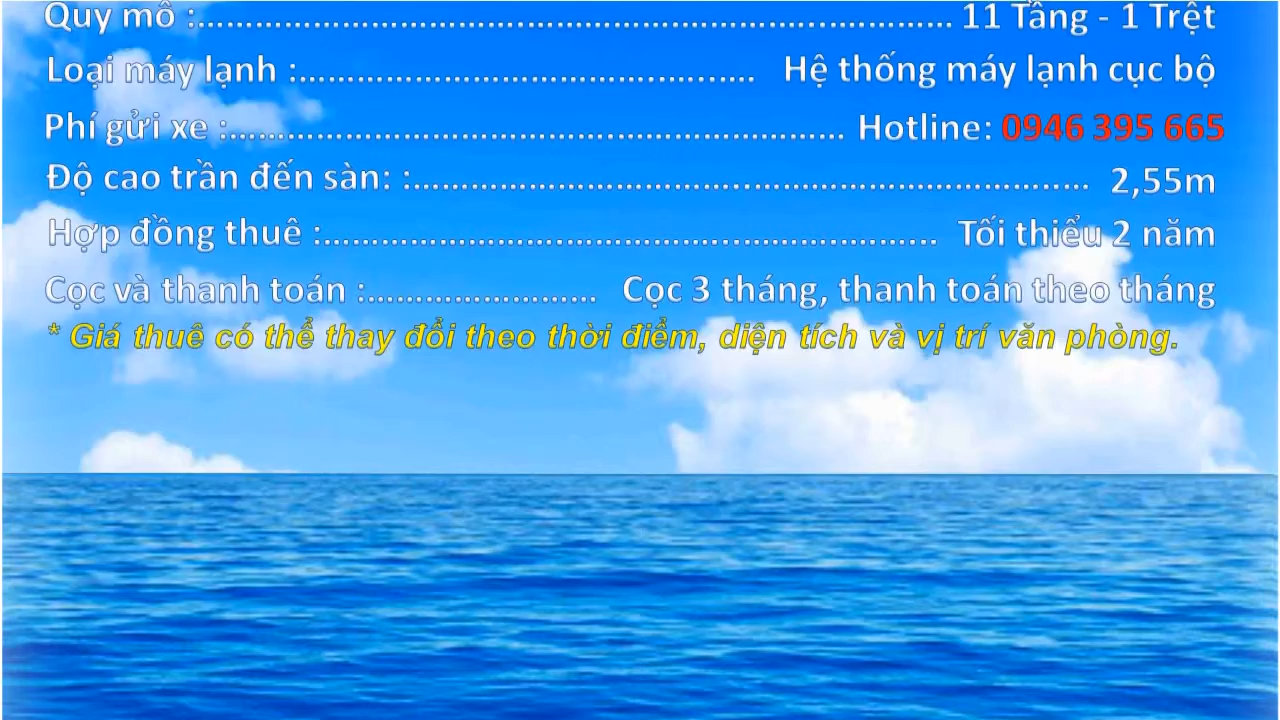 Quy mô :........................................................................................ 11 Tầng - 1 Trệt
Loại máy lạnh :..................................................... Hệ thống máy lạnh cục bộ
Phí gửi xe :........................................................................ Hotline: 0946 395 665
Độ cao trần đến sàn: :............................................................................... 2,55m
Hợp đồng thuê :....................................................................... Tối thiểu 2 năm
Cọc và thanh toán :........................... Cọc 3 tháng, thanh toán theo tháng
* Giá thuê có thể thay đổi theo thời điểm, diện tích và vị trí văn phòng.